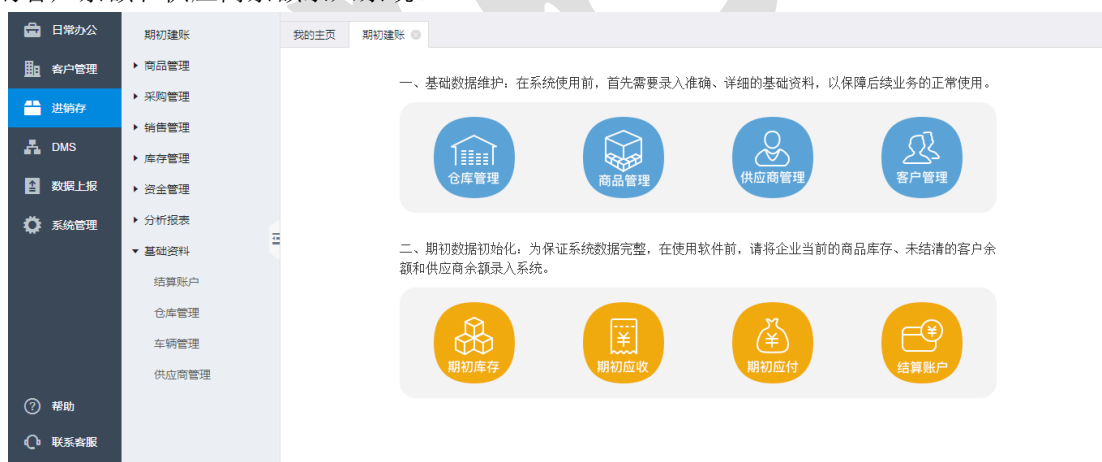 日常办公
客户管理
进销存
DMS
数据上报
系统管理
帮助
联系客服
期初建账
商品管理
采购管理
销售管理
库存管理
资金管理
分析报表
基础资料
结算账户
仓库管理
车辆管理
供应商管理
我的主页 期初建账
一、基础数据维护：在系统使用前，首先需要录入准确、详细的基础资料，以保障后续业务的正常使用。
仓库管理 商品管理 供应商管理 客户管理
二、期初数据初始化：为保证系统数据完整，在使用软件前，请将企业当前的商品库存、未结清的客户余
额和供应商余额录入系统。
期初库存 期初应收 期初应付 结算账户